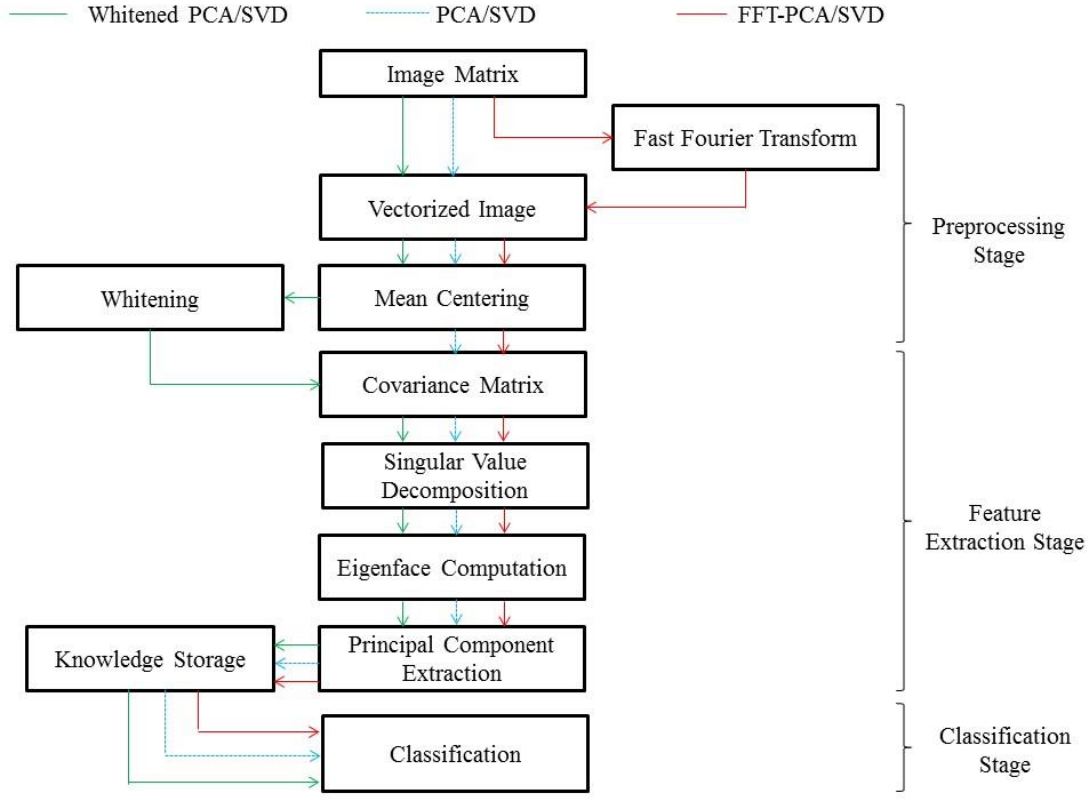 Whitened PCA/SVD
PCA/SVD
FFT-PCA/SVD
Image Matrix
Fast Fourier Transform
Vectorized Image
Preprocessing
Stage
Whitening
Mean Centering
Covariance Matrix
Singular Value
Decomposition
Feature
Extraction Stage
Eigenface Computation
Principal Component
Extraction
Knowledge Storage
Classification
Classification
Stage